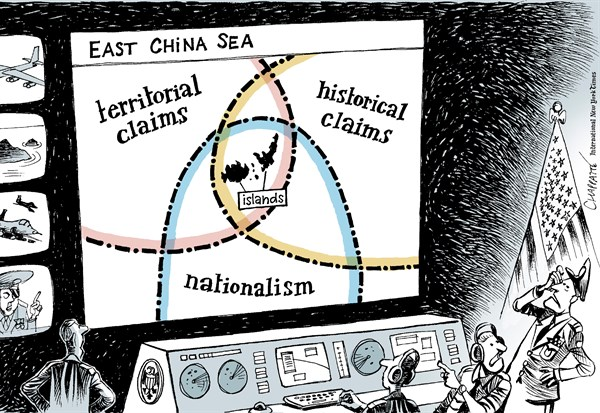 EAST CHINA SEA
territorial
claims
historical
claims
islands
nationalism
CHAPPATTE
International New York Times